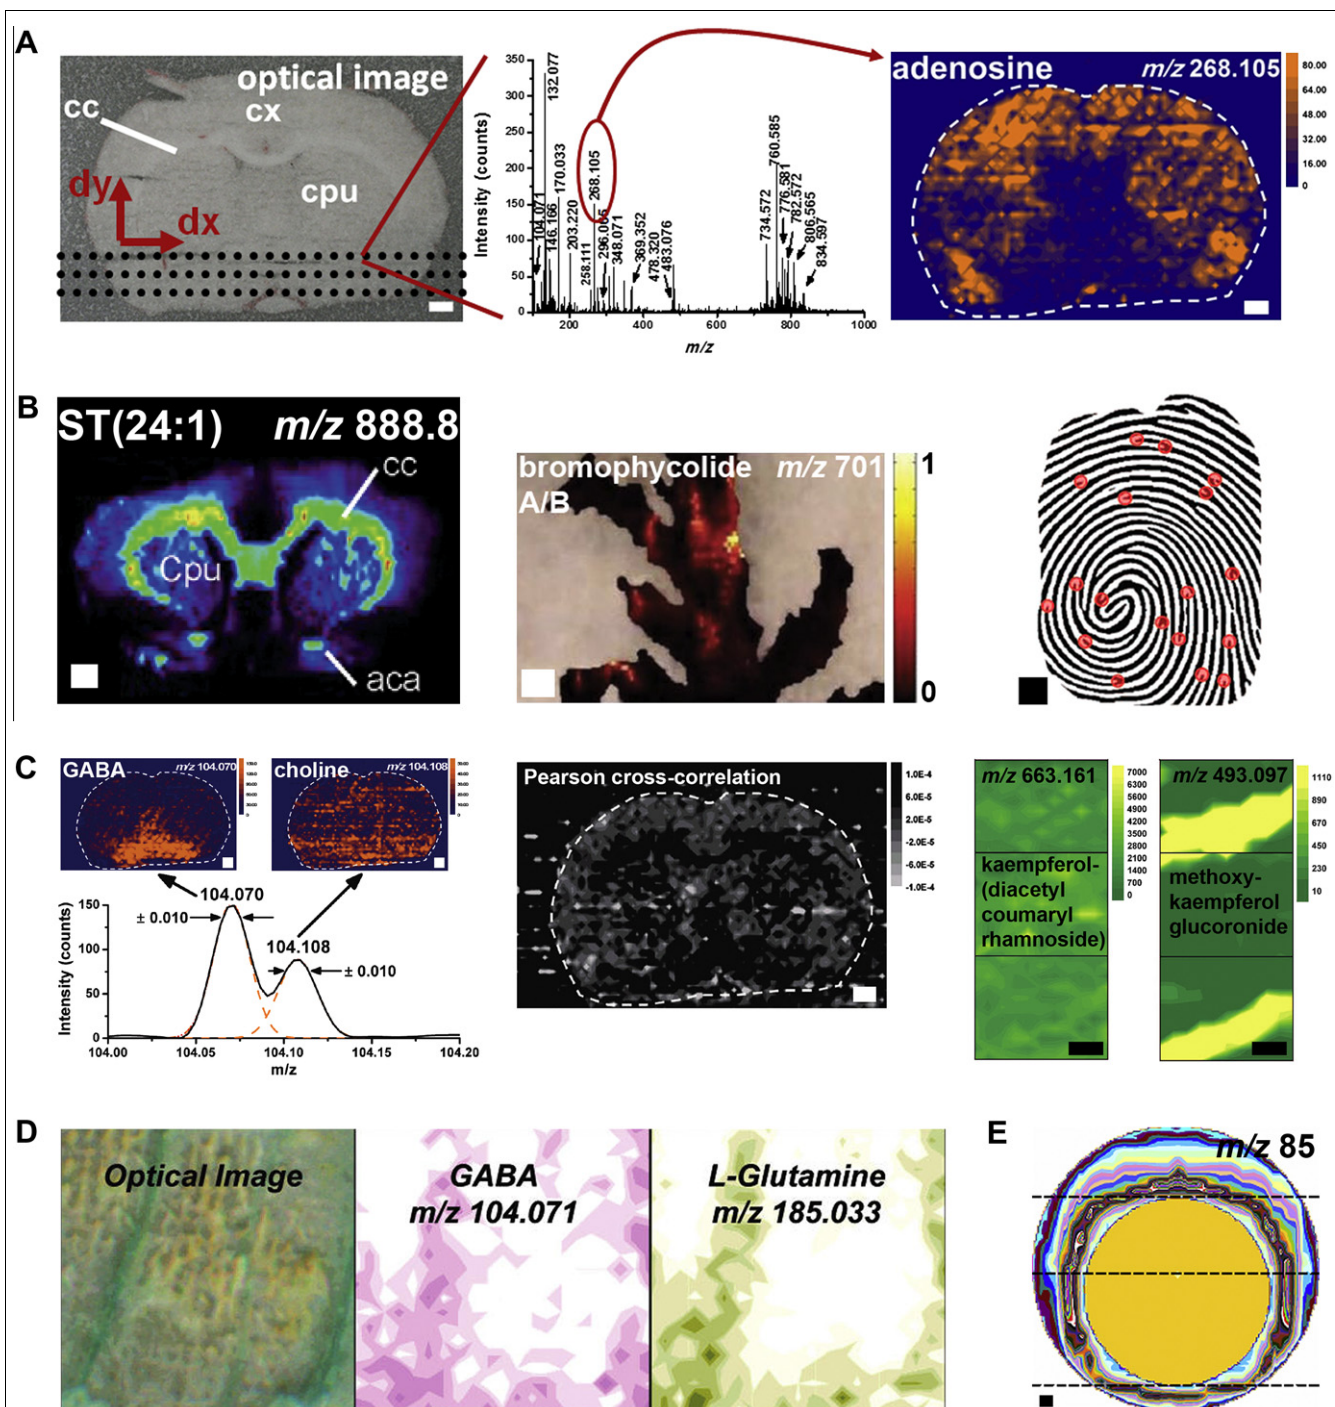 A
optical image
cx
cc
cpu
dy
dx
Intensity (counts)
350
300
250
200
150
100
50
0
104.071
132.077
146.166
170.033
203.220
258.111
268.105
296.066
348.071
369.352
478.320
483.076
734.572
760.585
776.581
782.572
806.565
834.597
200
400
600
800
1000
m/z
adenosine
m/z 268.105
80.00
64.00
48.00
32.00
16.00
0
B
ST(24:1) m/z 888.8
cc
Cpu
aca
bromophycolide m/z 701
A/B
1
0
C
GABA
m/z 104.070
choline
m/z 104.108
104.070
± 0.010
104.108
± 0.010
Intensity (counts)
150
100
50
0
104.00
104.05
104.10
104.15
104.20
m/z
Pearson cross-correlation
1.0E-4
6.0E-5
2.0E-5
-2.0E-5
-6.0E-5
-1.0E-4
m/z 663.161
kaempferol-
(diacetyl
coumaryl
rhamnoside)
7000
6300
5600
4900
4200
3500
2800
2100
1400
700
0
m/z 493.097
methoxy-
kaempferol
glucoronide
1110
890
670
450
230
10
D
Optical Image
GABA
m/z 104.071
L-Glutamine
m/z 185.033
E
m/z 85